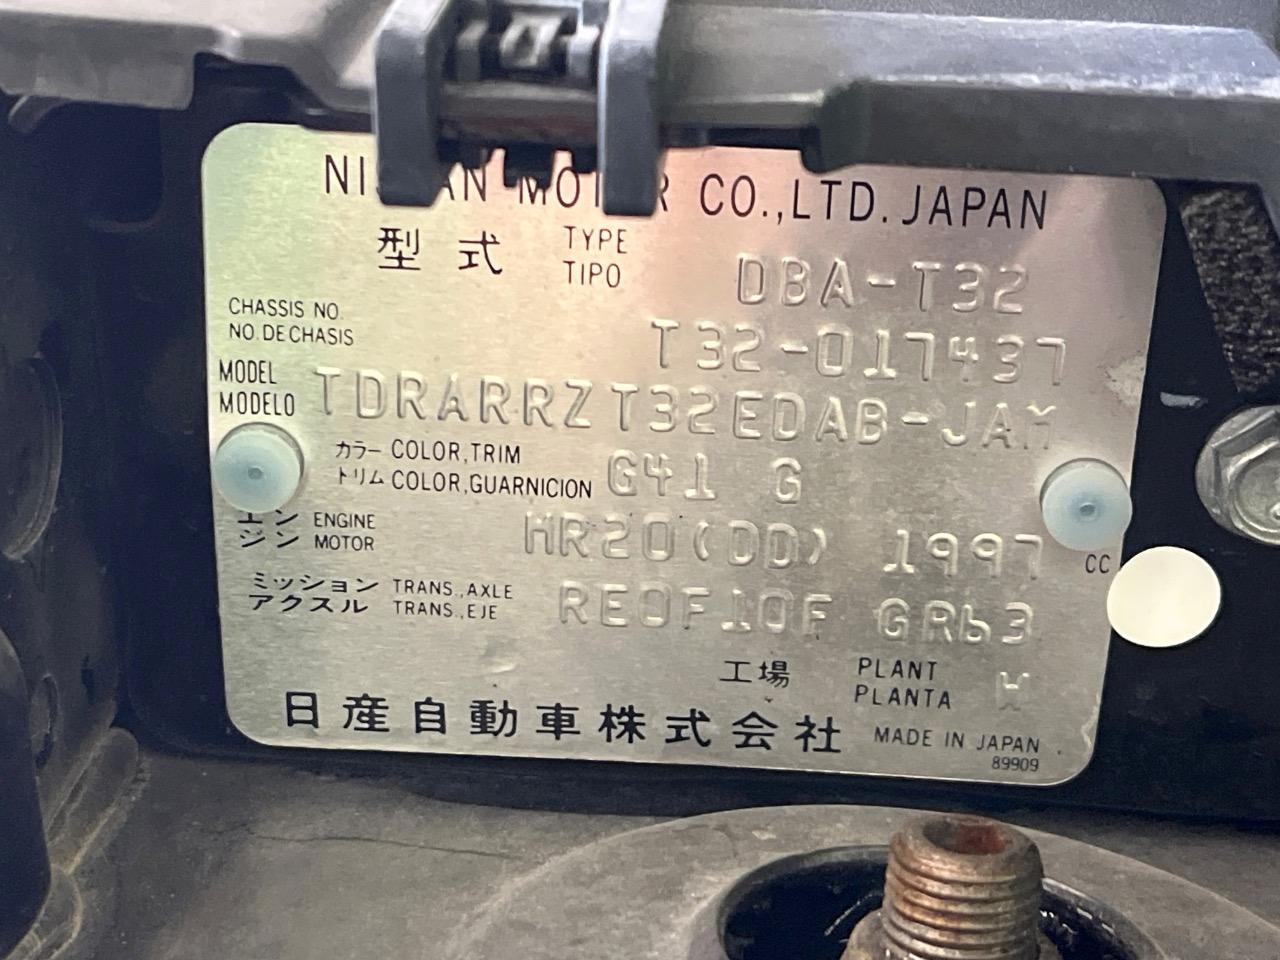 NISSAN MOTOR CO.,LTD. JAPAN
型式 TYPE TIPO DBA-T32
CHASSIS NO. NO. DE CHASIS T32-017437
MODEL MODELO TDRARRZT32EDAB-JAM
カラー COLOR,TRIM
トリム COLOR,GUARNICION G41 G
エンジン ENGINE MOTOR MR20(DD) 1997 CC
ミッション TRANS.,AXLE
アクスル TRANS.,EJE RE0F10F GR63
工場 PLANT PLANTA
日産自動車株式会社 MADE IN JAPAN
89909